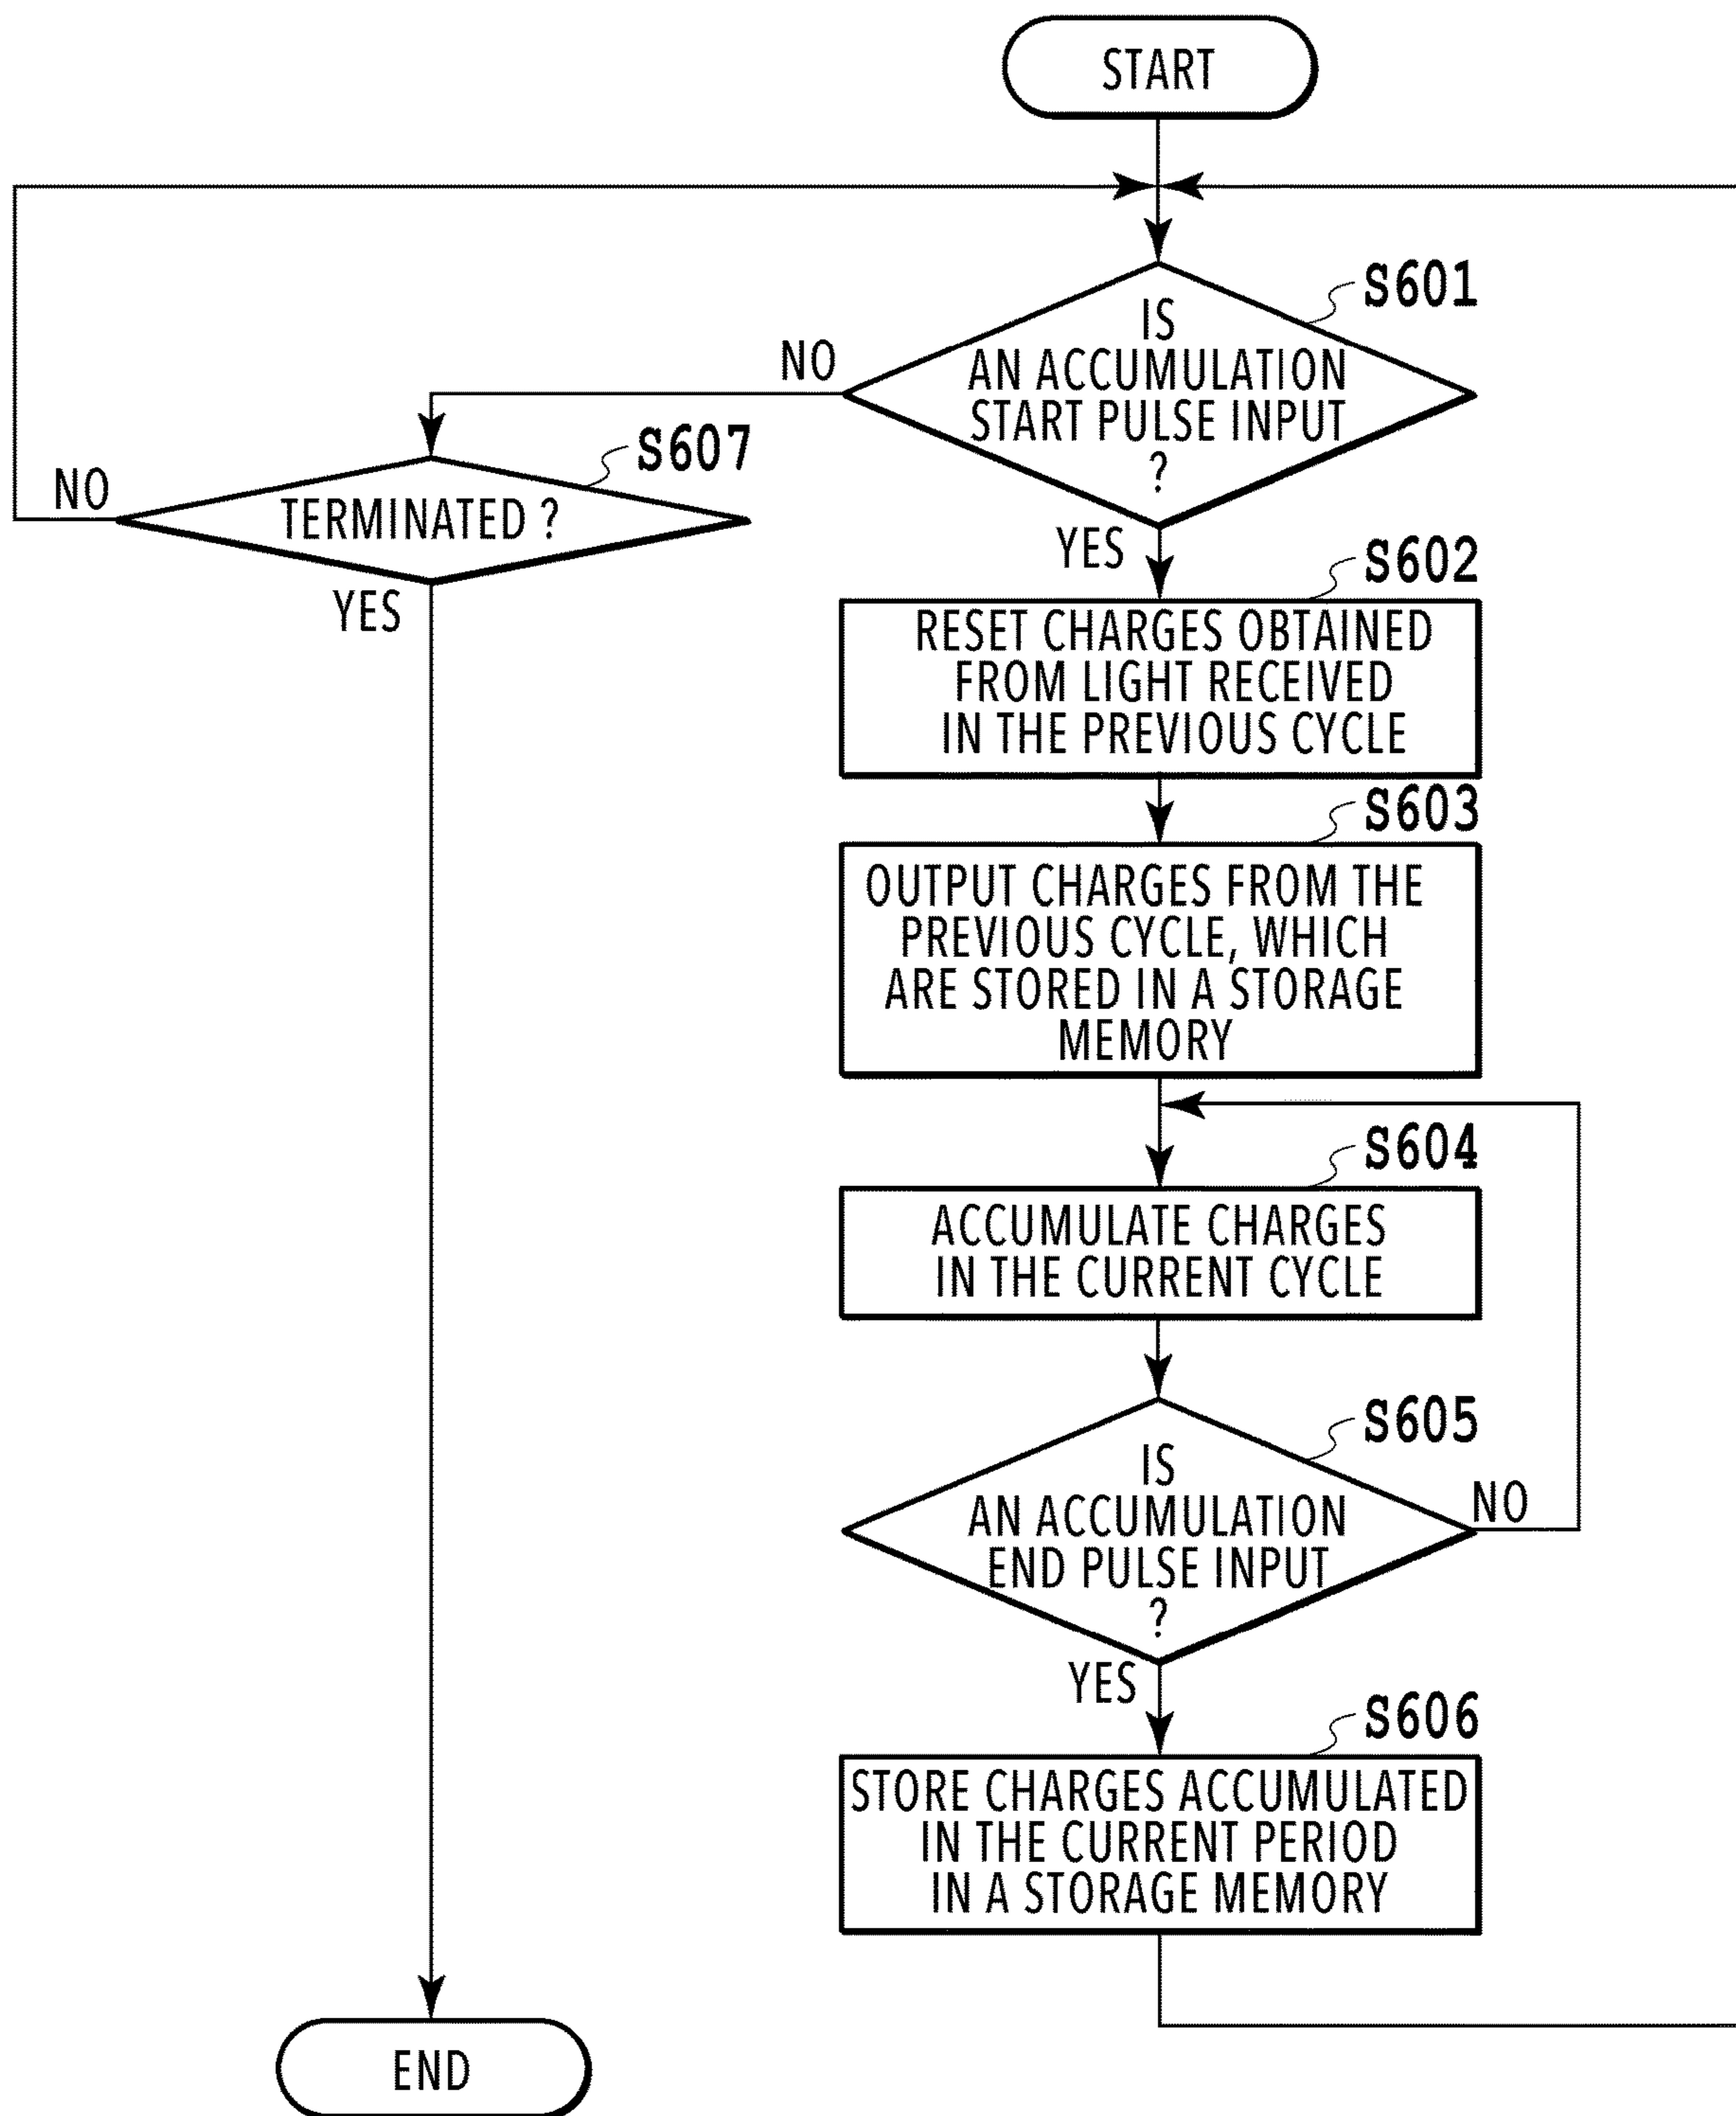 START
S601
IS
AN ACCUMULATION
START PULSE INPUT
?
NO
YES
S607
TERMINATED ?
NO
YES
S602
RESET CHARGES OBTAINED
FROM LIGHT RECEIVED
IN THE PREVIOUS CYCLE
S603
OUTPUT CHARGES FROM THE
PREVIOUS CYCLE, WHICH
ARE STORED IN A STORAGE
MEMORY
S604
ACCUMULATE CHARGES
IN THE CURRENT CYCLE
S605
IS
AN ACCUMULATION
END PULSE INPUT
?
NO
YES
S606
STORE CHARGES ACCUMULATED
IN THE CURRENT PERIOD
IN A STORAGE MEMORY
END